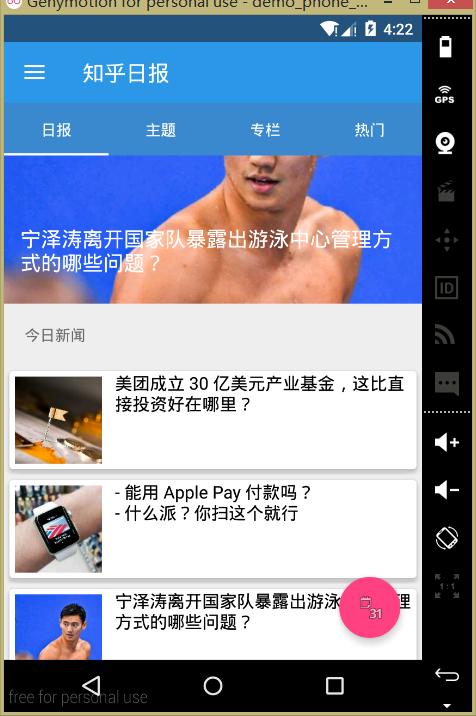 Genymotion for personal use - demo_phone_...
4:22
知乎日报
日报
主题
专栏
热门
宁泽涛离开国家队暴露出游泳中心管理方
式的哪些问题？
今日新闻
美团成立 30 亿美元产业基金，这比直
接投资好在哪里？
- 能用 Apple Pay 付款吗？
- 什么派？你扫这个就行
宁泽涛离开国家队暴露出游泳
理
方式的哪些问题？
31
GPS
ID
1:1
free for personal use